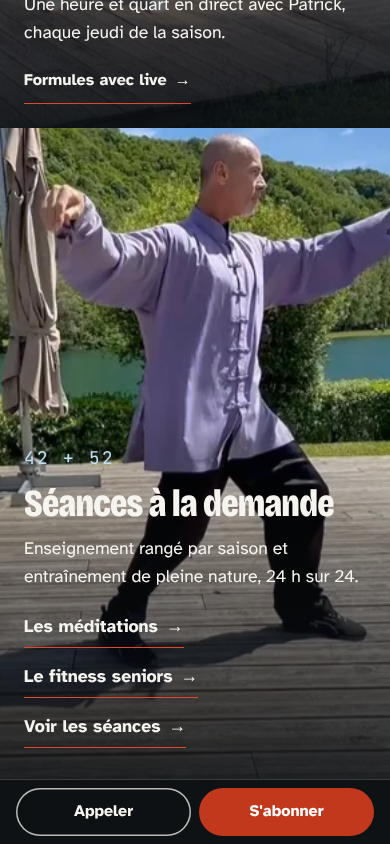 Une heure et quart en direct avec Patrick,
chaque jeudi de la saison.
Formules avec live →
42 + 52
Séances à la demande
Enseignement rangé par saison et
entraînement de pleine nature, 24 h sur 24.
Les méditations →
Le fitness seniors →
Voir les séances →
Appeler
S'abonner